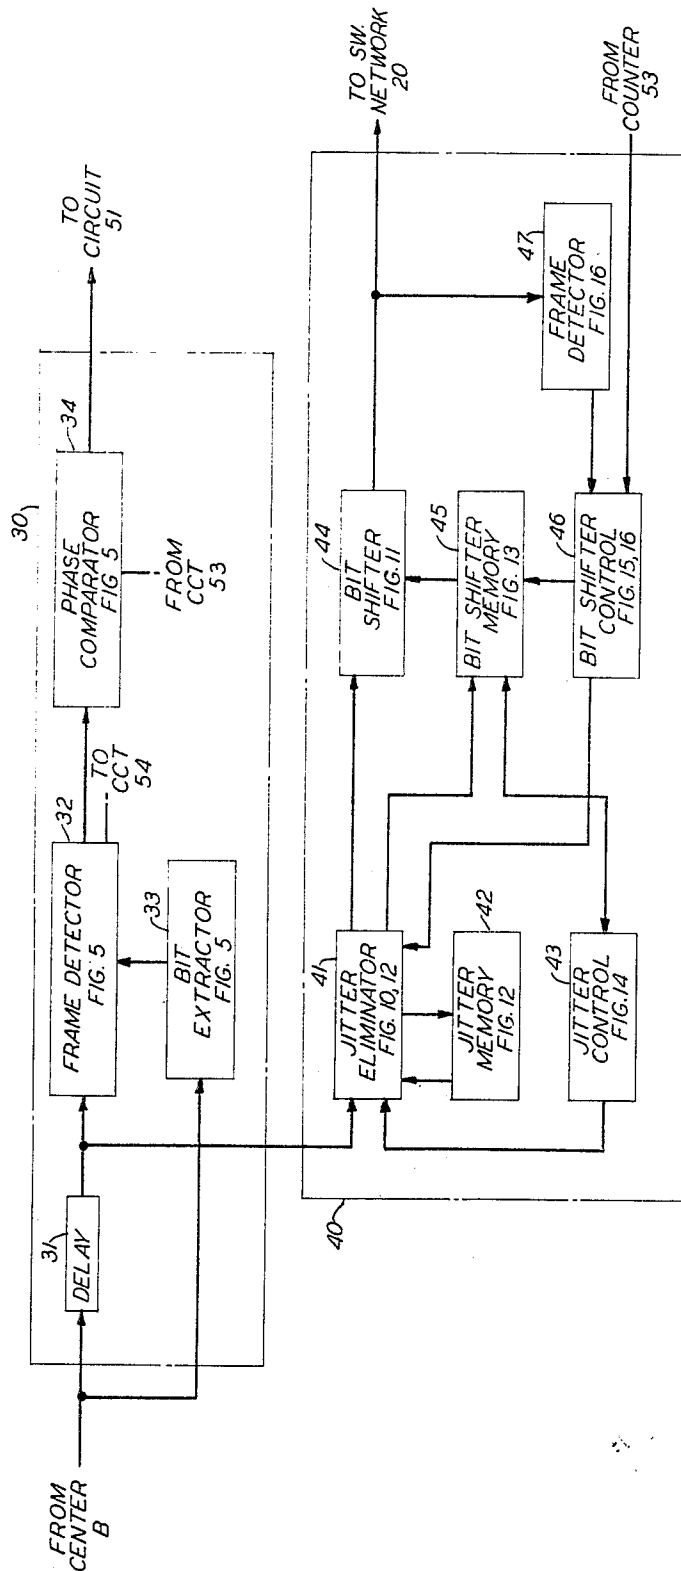 FROM
CENTER
B
30
31
DELAY
32
FRAME DETECTOR
FIG. 5
TO
CCT
54
33
BIT
EXTRACTOR
FIG. 5
34
PHASE
COMPARATOR
FIG 5
FROM
CCT
53
TO
CIRCUIT
51
40
41
JITTER
ELIMINATOR
FIG. 10,12
42
JITTER
MEMORY
FIG.12
43
JITTER
CONTROL
FIG.14
44
BIT
SHIFTER
FIG. 11
45
BIT SHIFTER
MEMORY
FIG. 13
46
BIT SHIFTER
CONTROL
FIG.15,16
47
FRAME
DETECTOR
FIG. 16
TO SW.
NETWORK
20
FROM
COUNTER
53